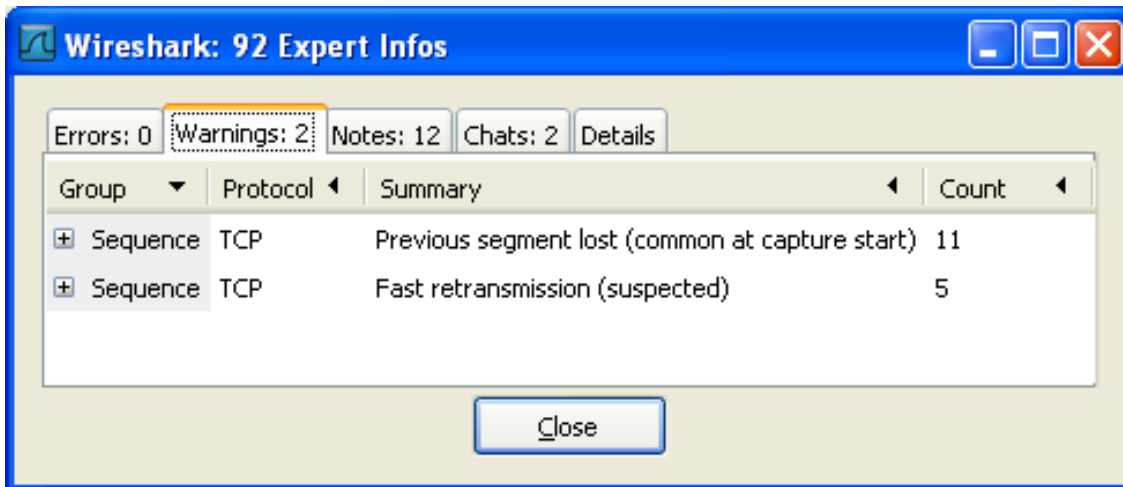 Wireshark: 92 Expert Infos
Errors: 0 Warnings: 2 Notes: 12 Chats: 2 Details
Group Protocol Summary Count
Sequence TCP Previous segment lost (common at capture start) 11
Sequence TCP Fast retransmission (suspected) 5
Close